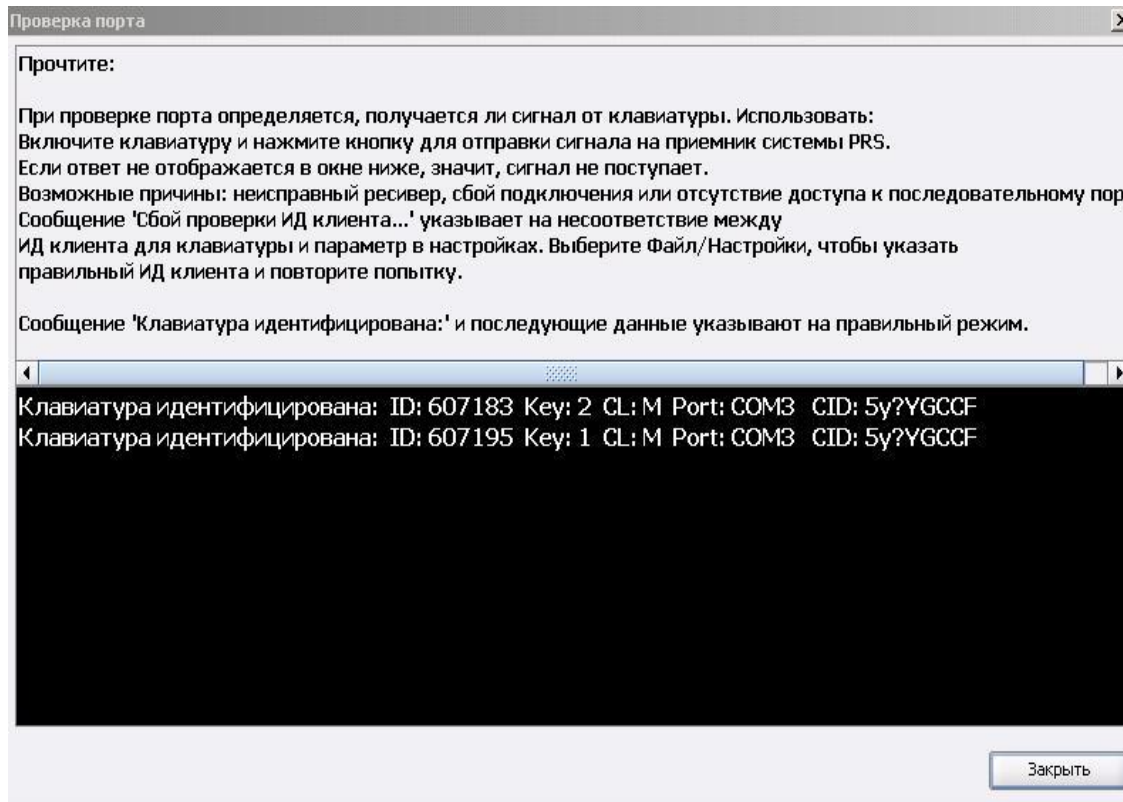 Проверка порта
Прочтите:
При проверке порта определяется, получается ли сигнал от клавиатуры. Использовать:
Включите клавиатуру и нажмите кнопку для отправки сигнала на приемник системы PRS.
Если ответ не отображается в окне ниже, значит, сигнал не поступает.
Возможные причины: неисправный ресивер, сбой подключения или отсутствие доступа к последовательному пор
Сообщение 'Сбой проверки ИД клиента...' указывает на несоответствие между
ИД клиента для клавиатуры и параметр в настройках. Выберите Файл/Настройки, чтобы указать
правильный ИД клиента и повторите попытку.
Сообщение 'Клавиатура идентифицирована:' и последующие данные указывают на правильный режим.
Клавиатура идентифицирована: ID: 607183 Key: 2 CL: M Port: COM3 CID: 5y?YGCCF
Клавиатура идентифицирована: ID: 607195 Key: 1 CL: M Port: COM3 CID: 5y?YGCCF
Закрыть